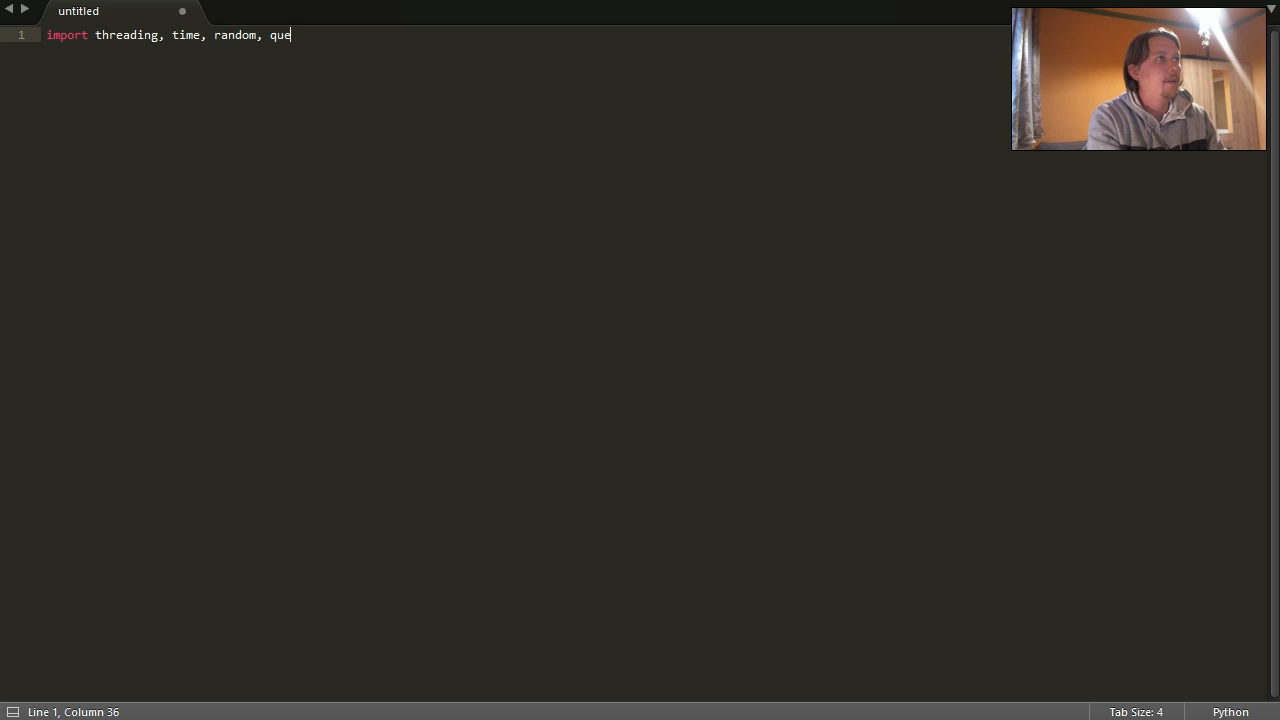 untitled
1 import threading, time, random, que
Line 1, Column 36
Tab Size: 4
Python